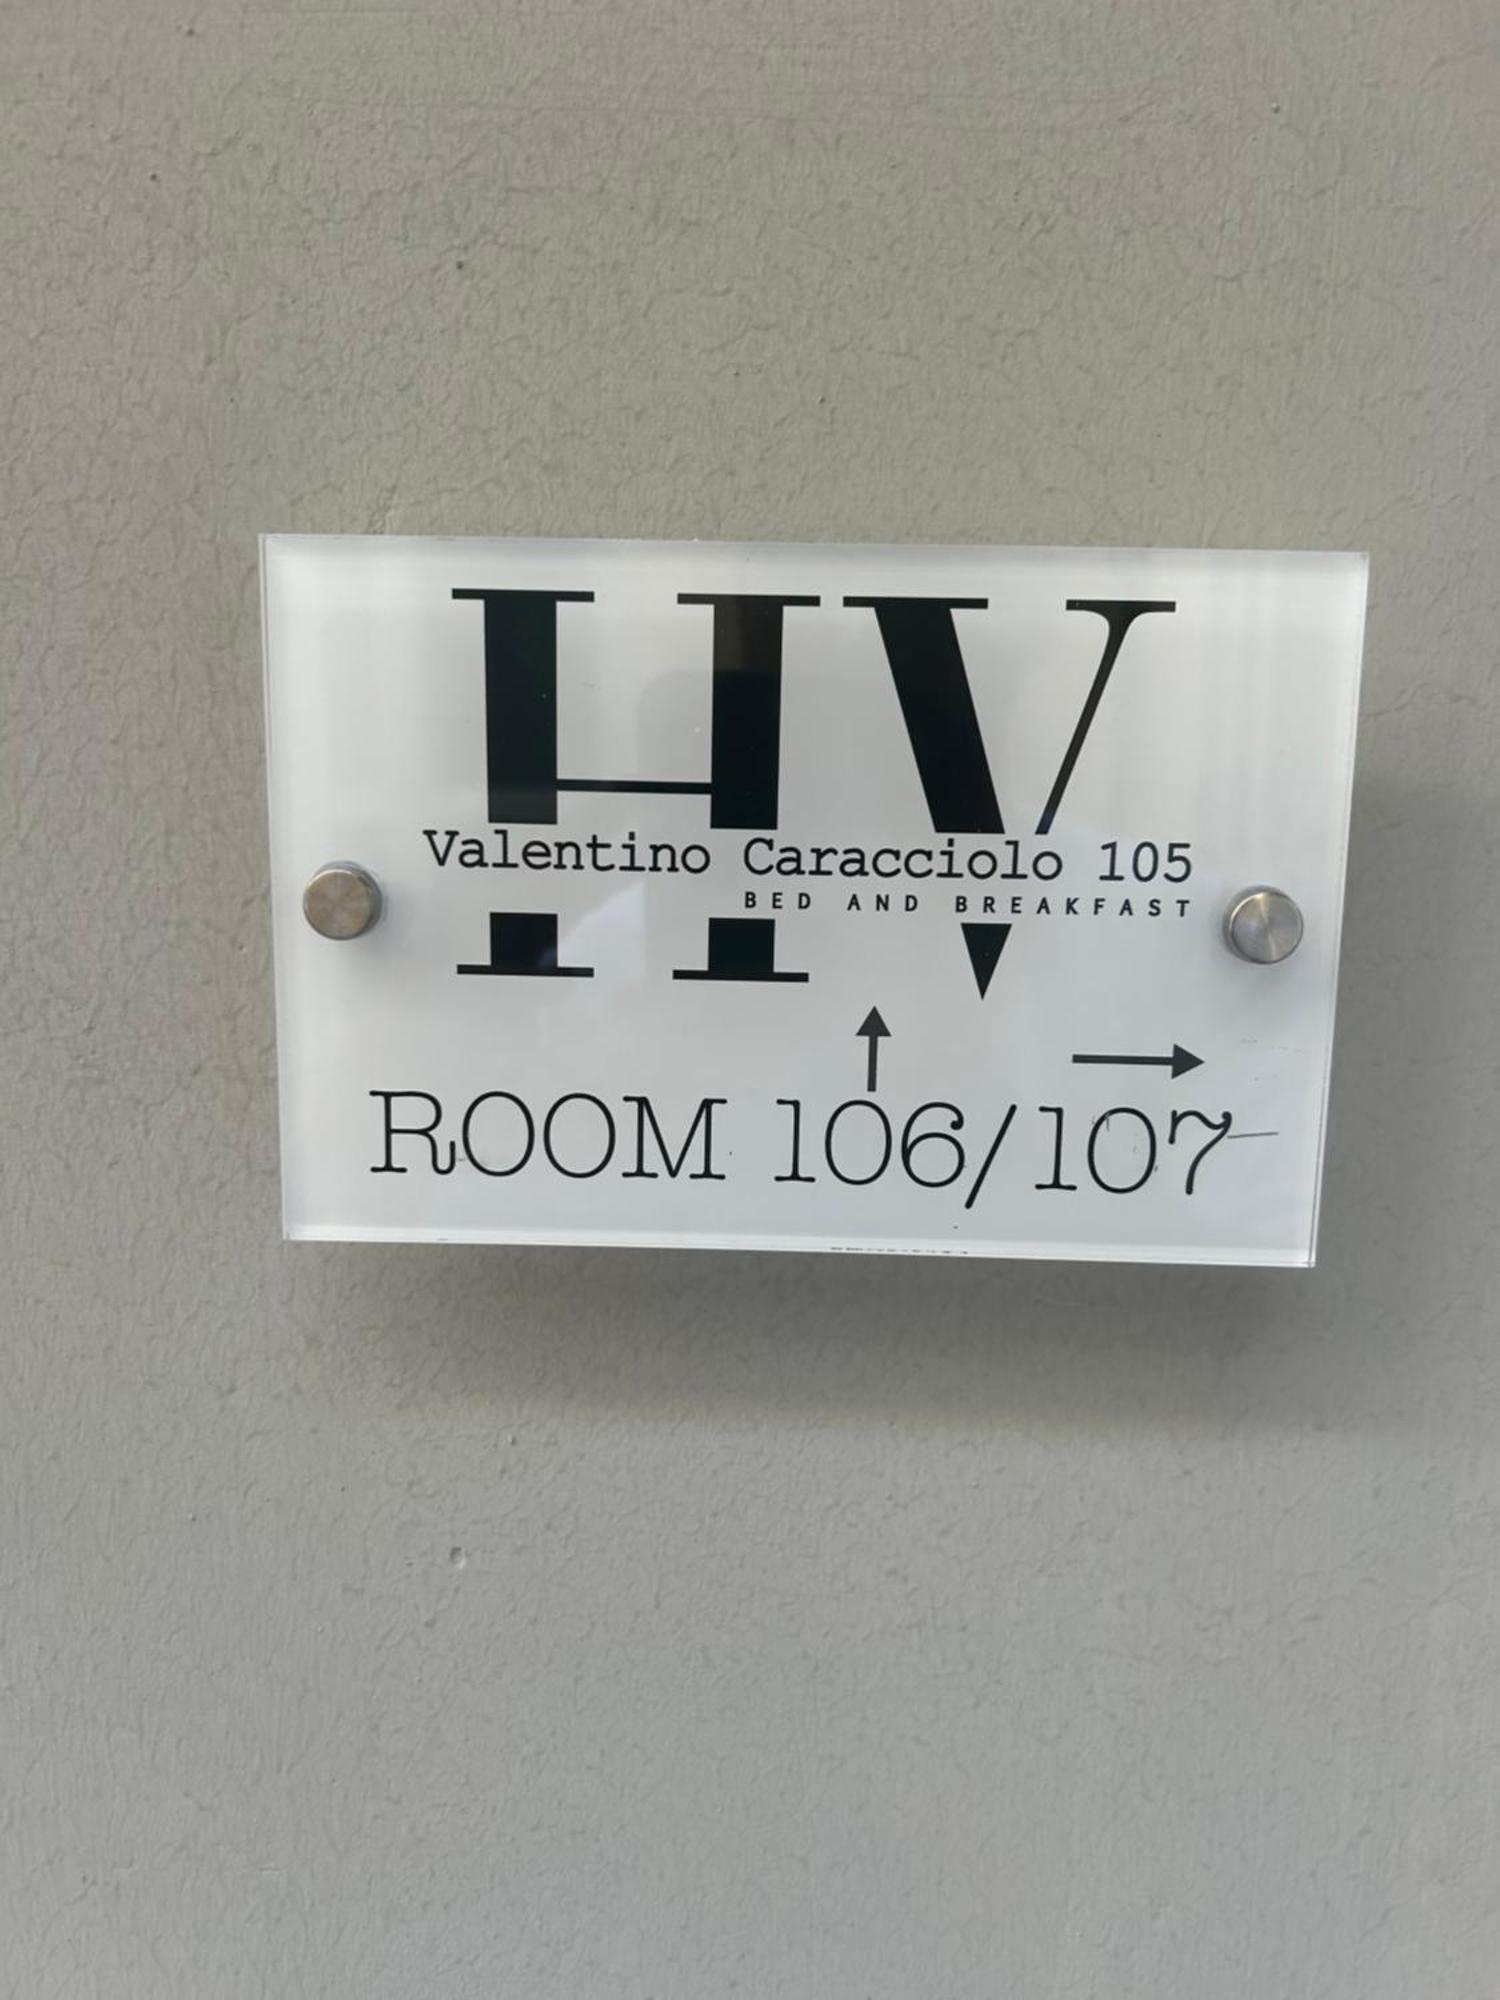 HV
Valentino Caracciolo 105
BED AND BREAKFAST
ROOM 106/107